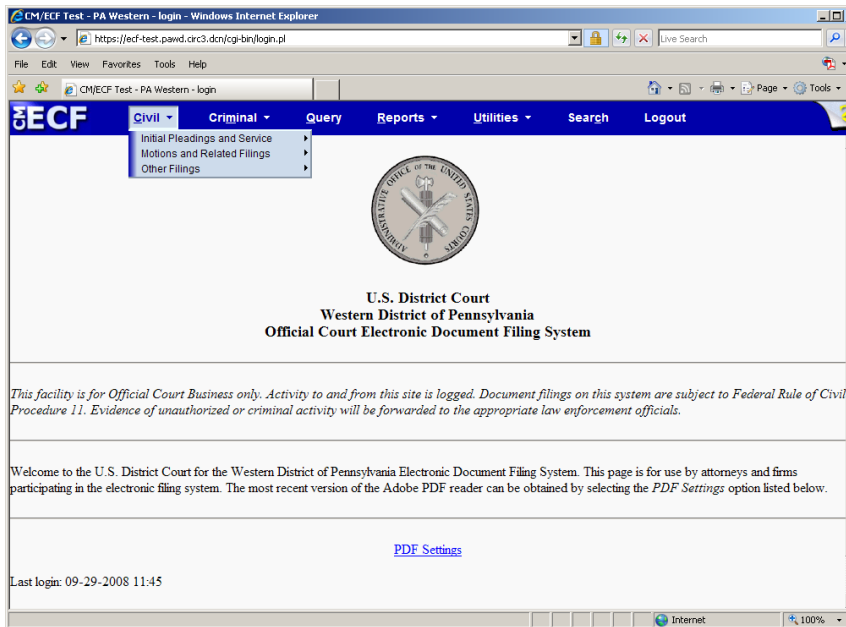 CM/ECF Test - PA Western - login - Windows Internet Explorer
https://ecf-test.pawd.circ3.dcn/cgi-bin/login.pl
Live Search
File Edit View Favorites Tools Help
CM/ECF Test - PA Western - login
Page Tools
CM ECF Civil Criminal Query Reports Utilities Search Logout
Initial Pleadings and Service
Motions and Related Filings
Other Filings
ADMINISTRATIVE OFFICE OF THE UNITED STATES COURTS
U.S. District Court
Western District of Pennsylvania
Official Court Electronic Document Filing System
This facility is for Official Court Business only. Activity to and from this site is logged. Document filings on this system are subject to Federal Rule of Civil
Procedure 11. Evidence of unauthorized or criminal activity will be forwarded to the appropriate law enforcement officials.
Welcome to the U.S. District Court for the Western District of Pennsylvania Electronic Document Filing System. This page is for use by attorneys and firms
participating in the electronic filing system. The most recent version of the Adobe PDF reader can be obtained by selecting the PDF Settings option listed below.
PDF Settings
Last login: 09-29-2008 11:45
Internet 100%